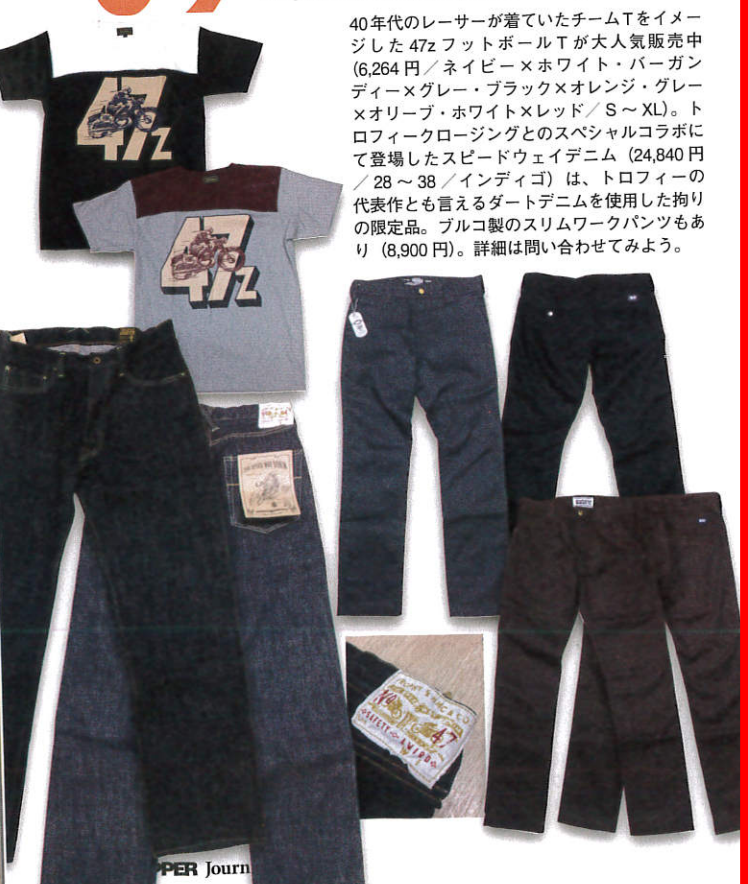 40年代のレーサーが着ていたチームTをイメー
ジした47zフットボールTが大人気販売中
(6,264円／ネイビー×ホワイト・バーガン
ディー×グレー・ブラック×オレンジ・グレー
×オリーブ・ホワイト×レッド／S～XL)。ト
ロフィークロージングとのスペシャルコラボに
て登場したスピードウェイデニム（24,840円
／28～38／インディゴ）は、トロフィーの
代表作とも言えるダートデニムを使用した拘り
の限定品。ブルコ製のスリムワークパンツもあ
り（8,900円)。詳細は問い合わせてみよう。
47z
47z
No 47
SAFETY
PPER Journ